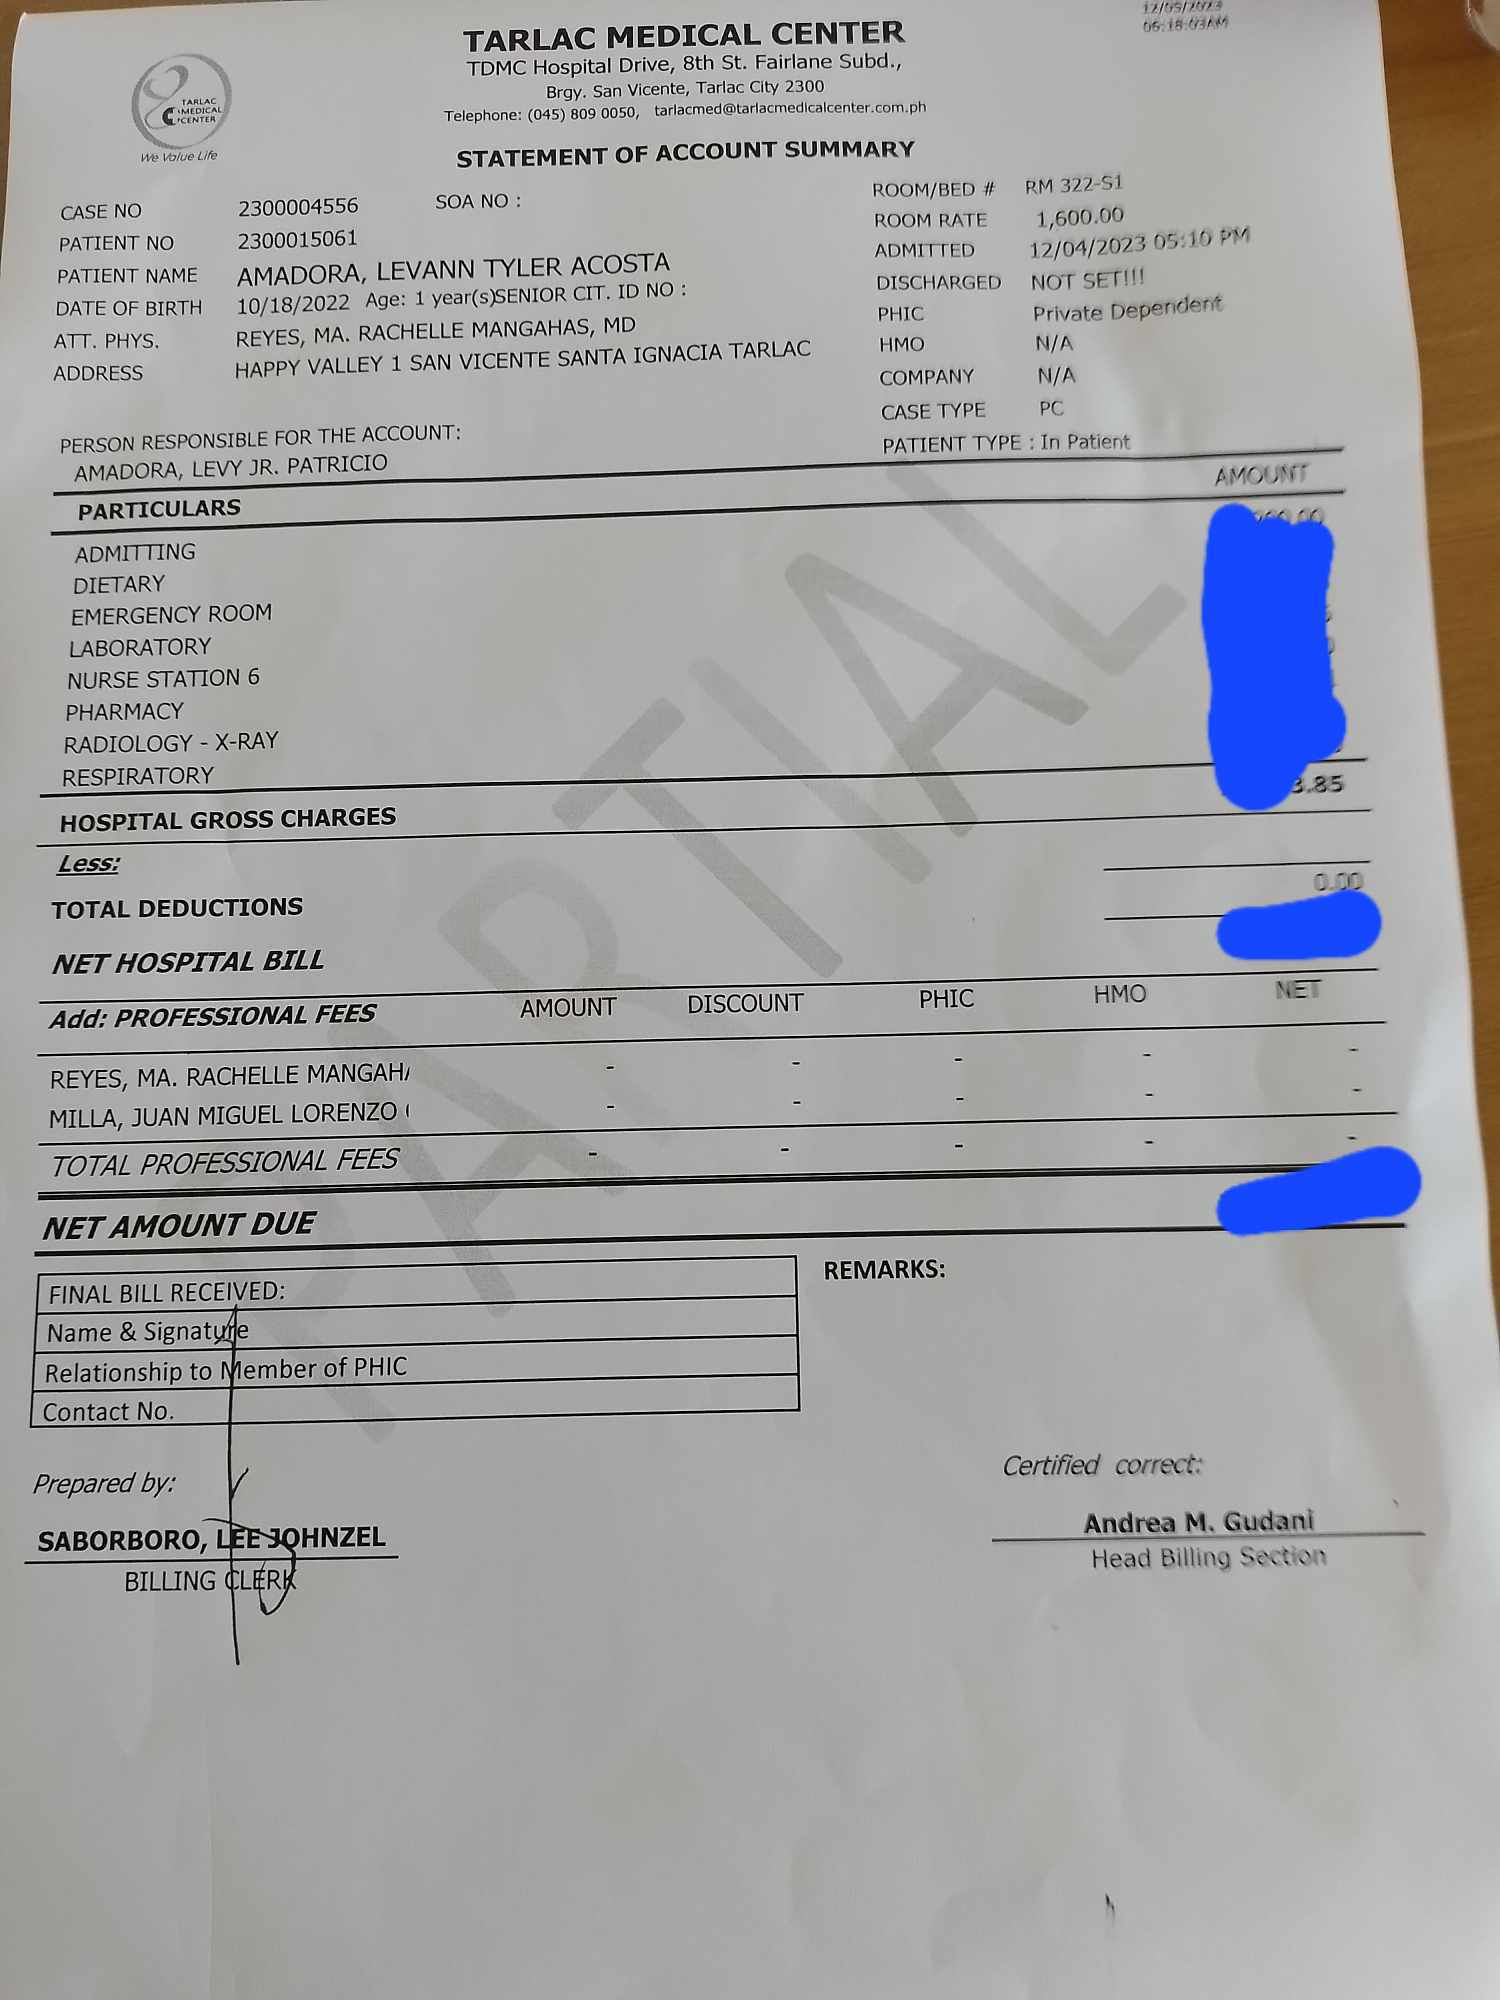 12/05/2023
06:18:03AM
TARLAC MEDICAL CENTER
TDMC Hospital Drive, 8th St. Fairlane Subd.,
Brgy. San Vicente, Tarlac City 2300
Telephone: (045) 809 0050, tarlacmed@tarlacmedicalcenter.com.ph
TARLAC
MEDICAL
CENTER
We Value Life
STATEMENT OF ACCOUNT SUMMARY
CASE NO 2300004556 SOA NO :
PATIENT NO 2300015061
PATIENT NAME AMADORA, LEVANN TYLER ACOSTA
DATE OF BIRTH 10/18/2022 Age: 1 year(s) SENIOR CIT. ID NO :
ATT. PHYS. REYES, MA. RACHELLE MANGAHAS, MD
ADDRESS HAPPY VALLEY 1 SAN VICENTE SANTA IGNACIA TARLAC
ROOM/BED # RM 322-S1
ROOM RATE 1,600.00
ADMITTED 12/04/2023 05:10 PM
DISCHARGED NOT SET!!!
PHIC Private Dependent
HMO N/A
COMPANY N/A
CASE TYPE PC
PATIENT TYPE : In Patient
PERSON RESPONSIBLE FOR THE ACCOUNT:
AMADORA, LEVY JR. PATRICIO
PARTICULARS AMOUNT
ADMITTING
DIETARY
EMERGENCY ROOM
LABORATORY
NURSE STATION 6
PHARMACY
RADIOLOGY - X-RAY
RESPIRATORY
HOSPITAL GROSS CHARGES 3.85
Less:
TOTAL DEDUCTIONS 0.00
NET HOSPITAL BILL
Add: PROFESSIONAL FEES AMOUNT DISCOUNT PHIC HMO NET
REYES, MA. RACHELLE MANGAHA - - - - -
MILLA, JUAN MIGUEL LORENZO ( - - - - -
TOTAL PROFESSIONAL FEES - - - - -
NET AMOUNT DUE
PARTIAL
FINAL BILL RECEIVED:
Name & Signature
Relationship to Member of PHIC
Contact No.
REMARKS:
Prepared by:
SABORBORO, LEE JOHNZEL
BILLING CLERK
Certified correct:
Andrea M. Gudani
Head Billing Section